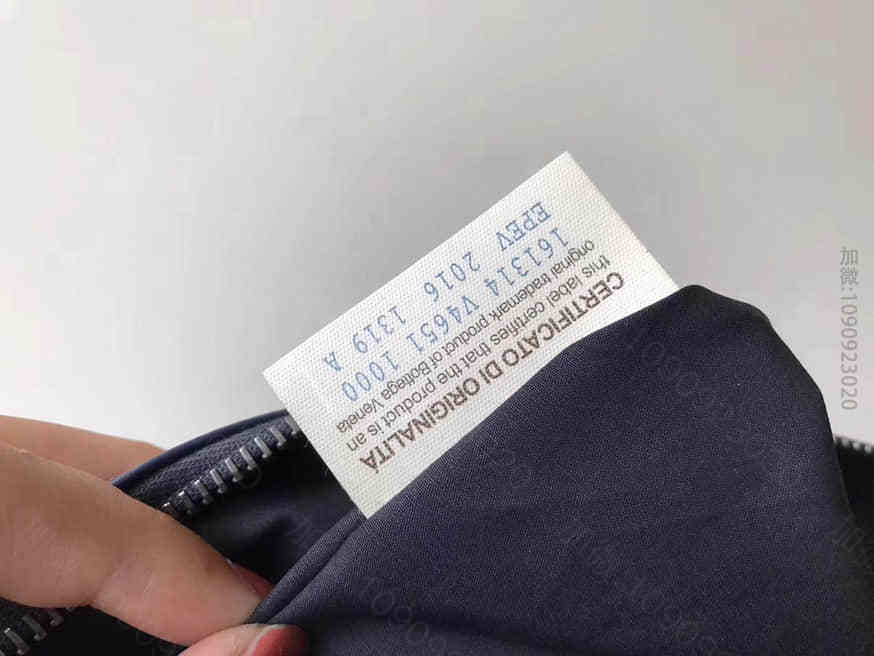 CERTIFICATO DI ORIGINALITA
this label certifies that the product is an
original trademark product of Bottega Veneta
161314 V4651 1000
EPEV 2016 1319 A
加微:1090923020